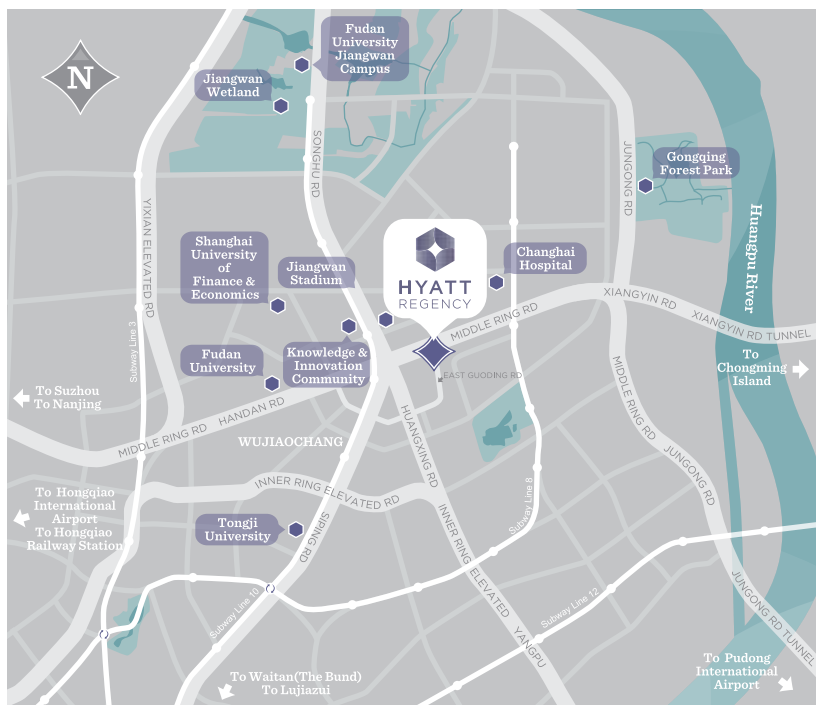 Fudan
University
Jiangwan
Campus
N
Jiangwan
Wetland
SONGHU RD
JUNGONG RD
Gongqing
Forest Park
YIXIAN ELEVATED RD
Huangpu River
Shanghai
University
of
Finance &
Economics
Jiangwan
Stadium
HYATT
REGENCY
Changhai
Hospital
XIANGYIN RD
XIANGYIN RD TUNNEL
MIDDLE RING RD
Subway Line 3
Fudan
University
Knowledge &
Innovation
Community
To
Chongming
Island
EAST GUODING RD
To Suzhou
To Nanjing
MIDDLE RING RD
HANDAN RD
MIDDLE RING RD
WUJIAOCHANG
HUANGXING RD
JUNGONG RD
INNER RING ELEVATED RD
To Hongqiao
International
Airport
To Hongqiao
Railway Station
Subway Line 8
Tongji
University
SIPING RD
INNER RING ELEVATED
YANGPU
Subway Line 10
Subway Line 12
JUNGONG RD TUNNEL
To Waitan(The Bund)
To Lujiazui
To Pudong
International
Airport